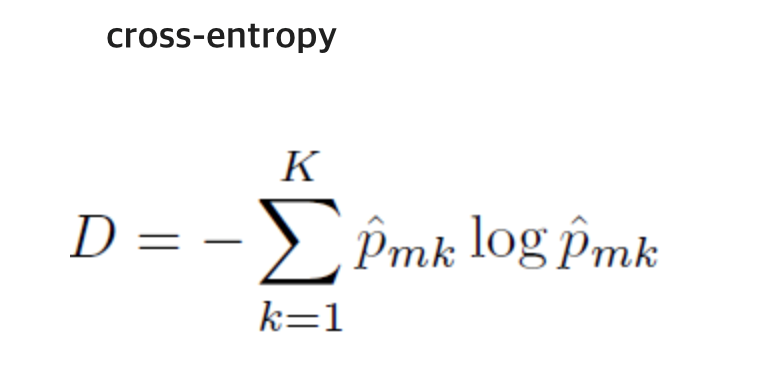 cross-entropy
K
D = − ∑ p̂mk log p̂mk
k=1